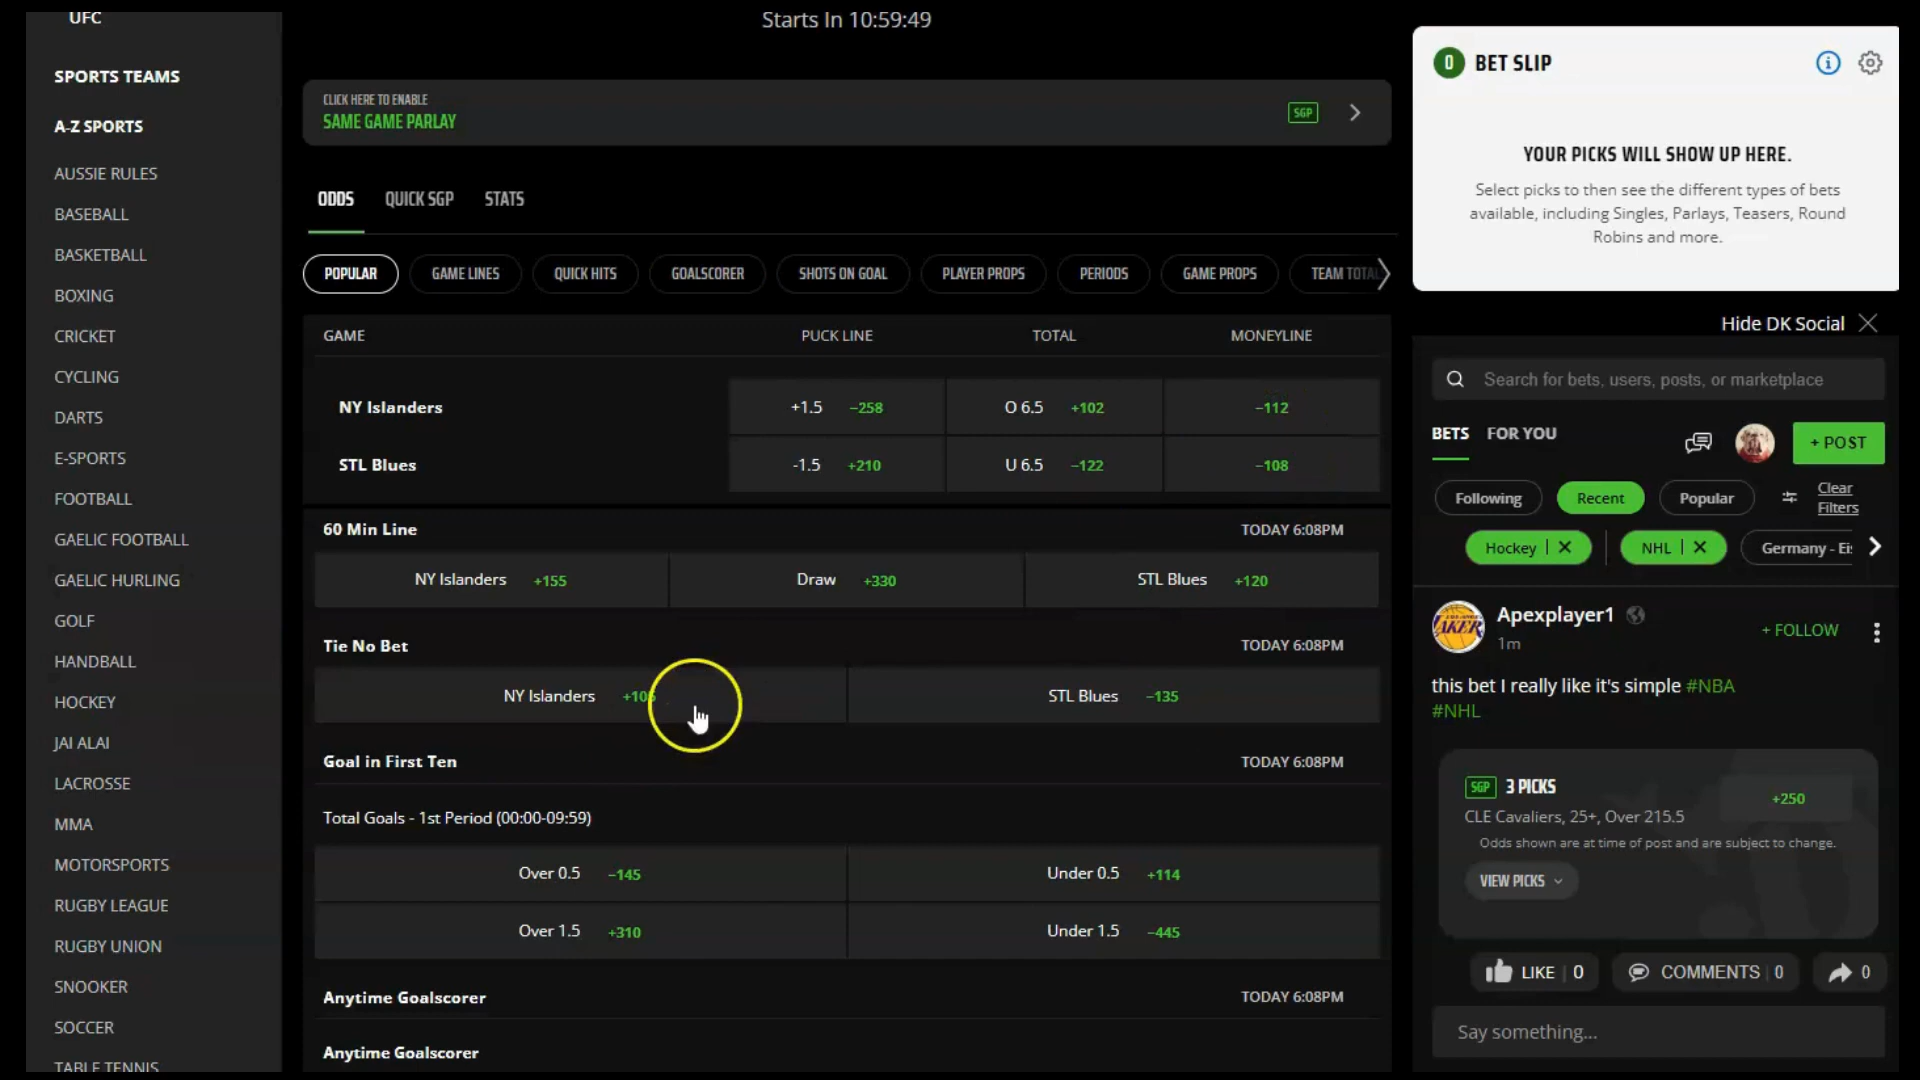 UFC
SPORTS TEAMS
A-Z SPORTS
AUSSIE RULES
BASEBALL
BASKETBALL
BOXING
CRICKET
CYCLING
DARTS
E-SPORTS
FOOTBALL
GAELIC FOOTBALL
GAELIC HURLING
GOLF
HANDBALL
HOCKEY
JAI ALAI
LACROSSE
MMA
MOTORSPORTS
RUGBY LEAGUE
RUGBY UNION
SNOOKER
SOCCER
TABLE TENNIS
Starts In 10:59:49
CLICK HERE TO ENABLE
SAME GAME PARLAY
SGP
ODDS QUICK SGP STATS
POPULAR GAME LINES QUICK HITS GOALSCORER SHOTS ON GOAL PLAYER PROPS PERIODS GAME PROPS TEAM
GAME PUCK LINE TOTAL MONEYLINE
NY Islanders +1.5 −258 O 6.5 +102 −112
STL Blues -1.5 +210 U 6.5 −122 −108
60 Min Line TODAY 6:08PM
NY Islanders +155 Draw +330 STL Blues +120
Tie No Bet TODAY 6:08PM
NY Islanders STL Blues −135
Goal in First Ten TODAY 6:08PM
Total Goals - 1st Period (00:00-09:59)
Over 0.5 −145 Under 0.5 +114
Over 1.5 +310 Under 1.5 −445
Anytime Goalscorer TODAY 6:08PM
Anytime Goalscorer
0 BET SLIP
YOUR PICKS WILL SHOW UP HERE.
Select picks to then see the different types of bets
available, including Singles, Parlays, Teasers, Round
Robins and more.
Hide DK Social
Search for bets, users, posts, or marketplace
BETS FOR YOU + POST
Following Recent Popular Clear
Filters
Hockey NHL Germany -
Apexplayer1
1m
+ FOLLOW
this bet I really like it's simple #NBA
#NHL
SGP 3 PICKS +250
CLE Cavaliers, 25+, Over 215.5
Odds shown are at time of post and are subject to change.
VIEW PICKS
LIKE 0 COMMENTS 0 0
Say something...